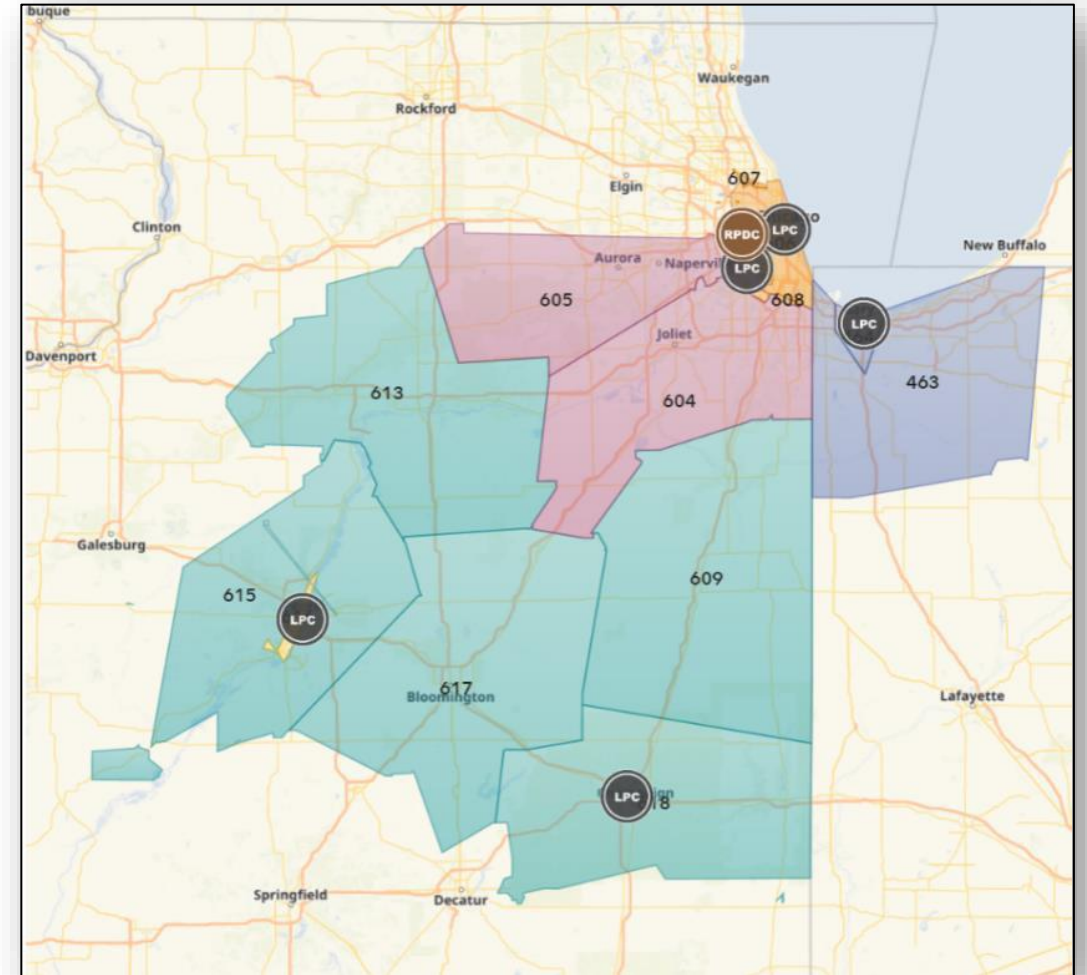 buque
Waukegan
Rockford
607
Elgin
Clinton
RPDC
LPC
New Buffalo
Aurora
Napervil
LPC
605
608
LPC
Joliet
Davenport
463
613
604
Galesburg
609
615
LPC
617
Bloomington
Lafayette
LPC
Springfield
Decatur